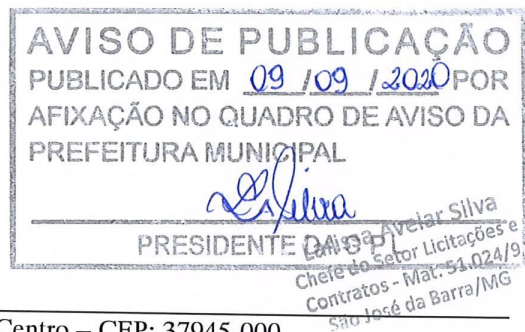 AVISO DE PUBLICAÇÃO
PUBLICADO EM 09 / 09 / 2020 POR
AFIXAÇÃO NO QUADRO DE AVISO DA
PREFEITURA MUNICIPAL
PRESIDENTE DA C P L
Avelar Silva
Chefe do Setor Licitações e
Contratos - Mat. 51.024/9
São José da Barra/MG
Centro – CEP: 37945-000